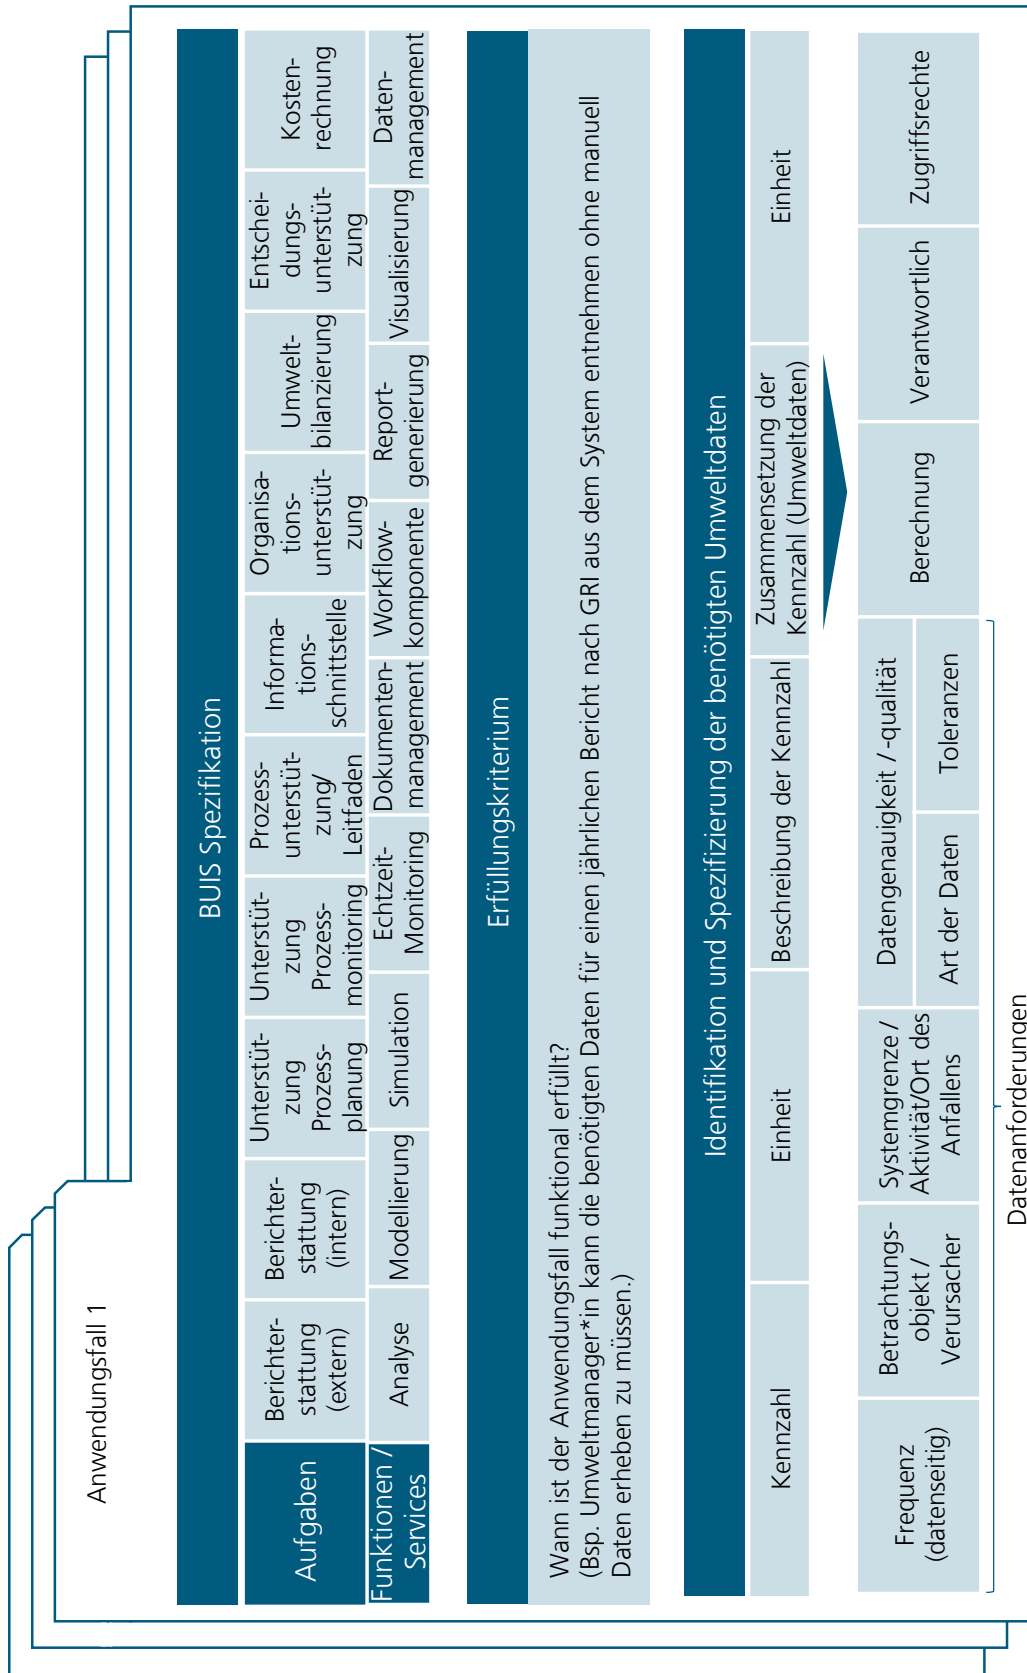 Anwendungsfall 1
BUIS Spezifikation
Aufgaben
Berichter-
stattung
(extern)
Berichter-
stattung
(intern)
Unterstüt-
zung
Prozess-
planung
Unterstüt-
zung
Prozess-
monitoring
Prozess-
unterstüt-
zung/
Leitfaden
Informa-
tions-
schnittstelle
Organisa-
tions-
unterstüt-
zung
Umwelt-
bilanzierung
Entschei-
dungs-
unterstüt-
zung
Kosten-
rechnung
Funktionen /
Services
Analyse
Modellierung
Simulation
Echtzeit-
Monitoring
Dokumenten-
management
Workflow-
komponente
Report-
generierung
Visualisierung
Daten-
management
Erfüllungskriterium
Wann ist der Anwendungsfall funktional erfüllt?
(Bsp. Umweltmanager*in kann die benötigten Daten für einen jährlichen Bericht nach GRI aus dem System entnehmen ohne manuell
Daten erheben zu müssen.)
Identifikation und Spezifizierung der benötigten Umweltdaten
Kennzahl
Einheit
Beschreibung der Kennzahl
Zusammensetzung der
Kennzahl (Umweltdaten)
Einheit
Frequenz
(datenseitig)
Betrachtungs-
objekt /
Verursacher
Systemgrenze /
Aktivität/Ort des
Anfallens
Datengenauigkeit / -qualität
Art der Daten
Toleranzen
Berechnung
Verantwortlich
Zugriffsrechte
Datenanforderungen